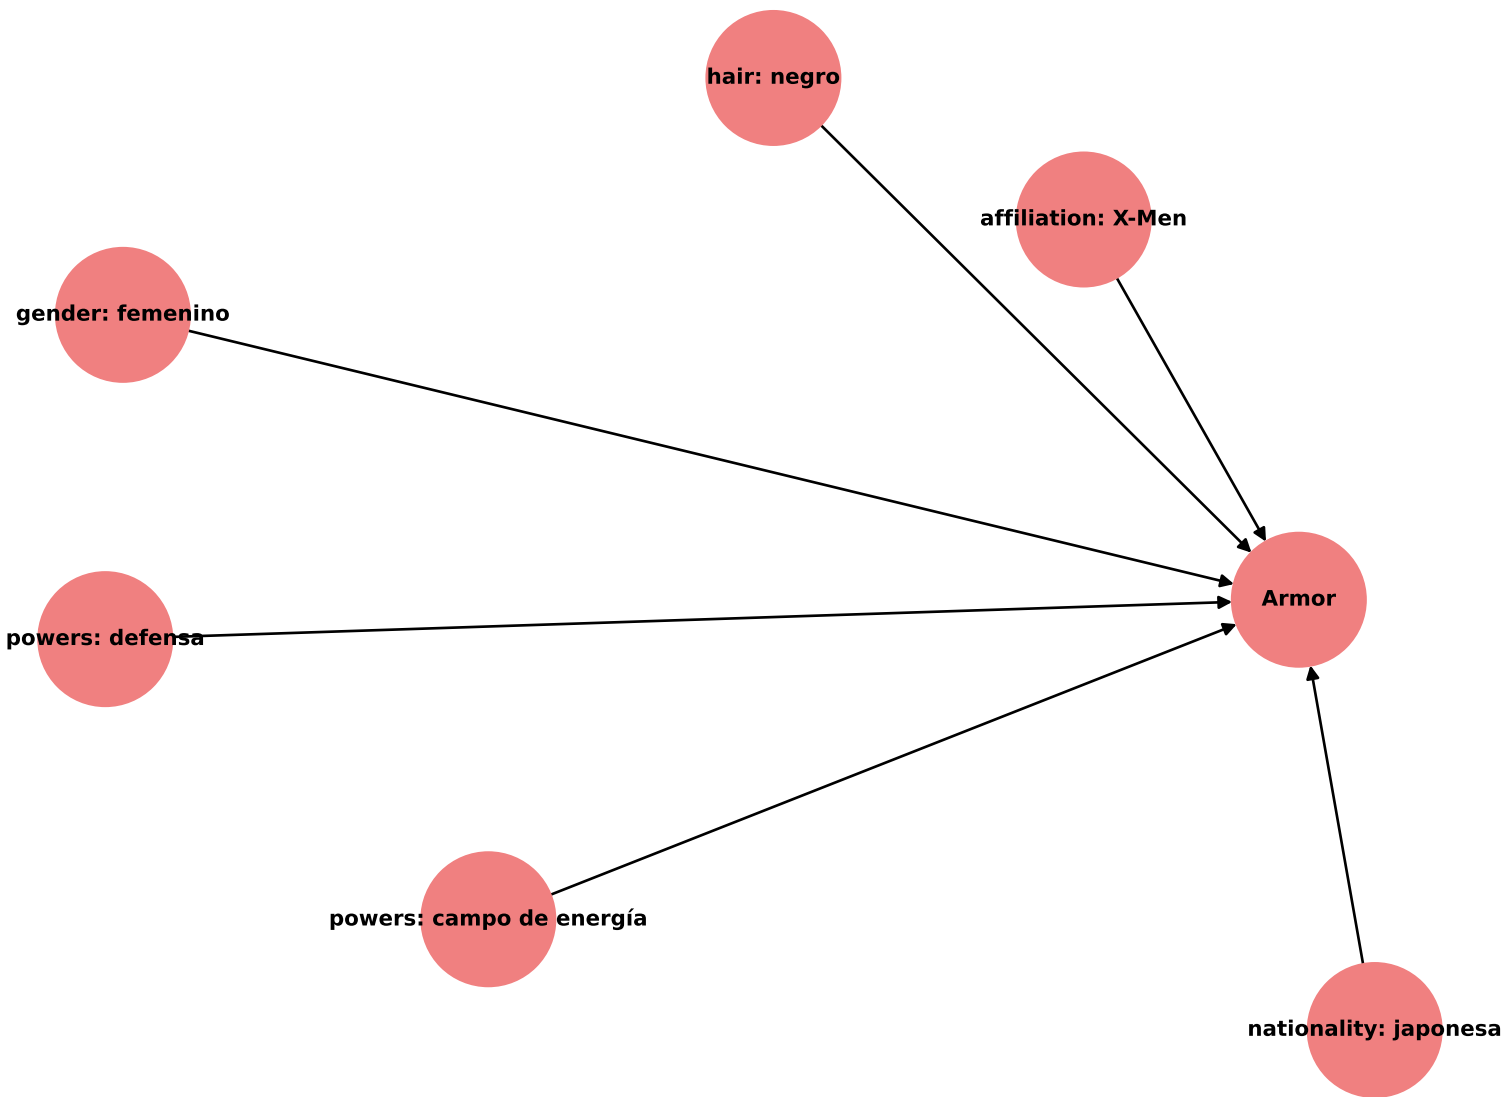 hair: negro
affiliation: X-Men
gender: femenino
Armor
powers: defensa
powers: campo de energía
nationality: japonesa